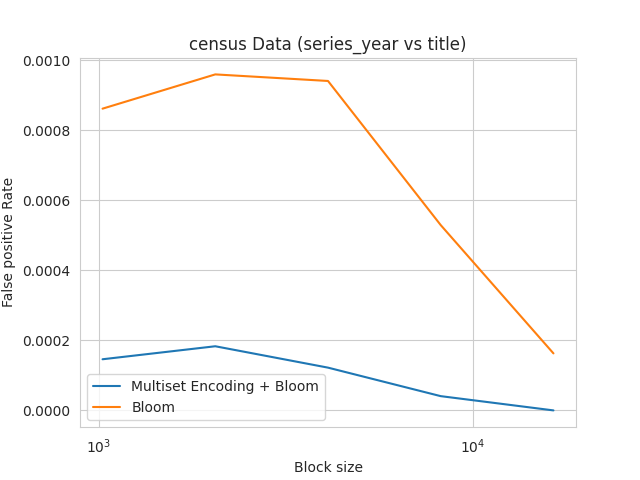 census Data (series_year vs title)
False positive Rate
0.0010
0.0008
0.0006
0.0004
0.0002
0.0000
Multiset Encoding + Bloom
Bloom
10³
10⁴
Block size